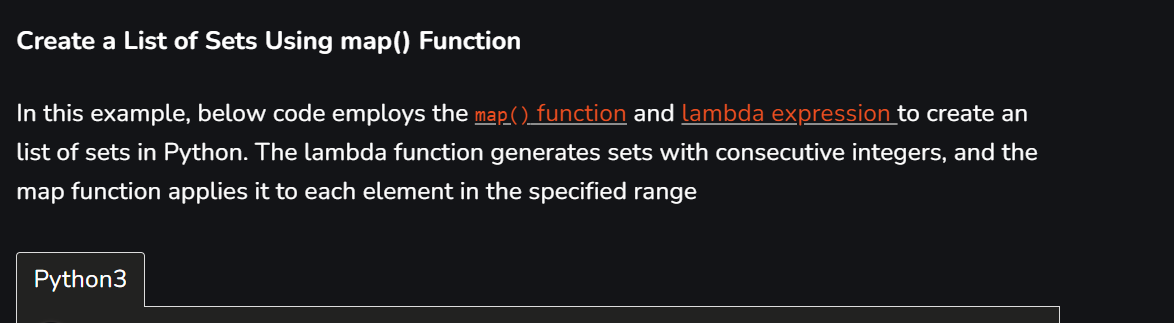 Create a List of Sets Using map() Function
In this example, below code employs the map() function and lambda expression to create an
list of sets in Python. The lambda function generates sets with consecutive integers, and the
map function applies it to each element in the specified range
Python3